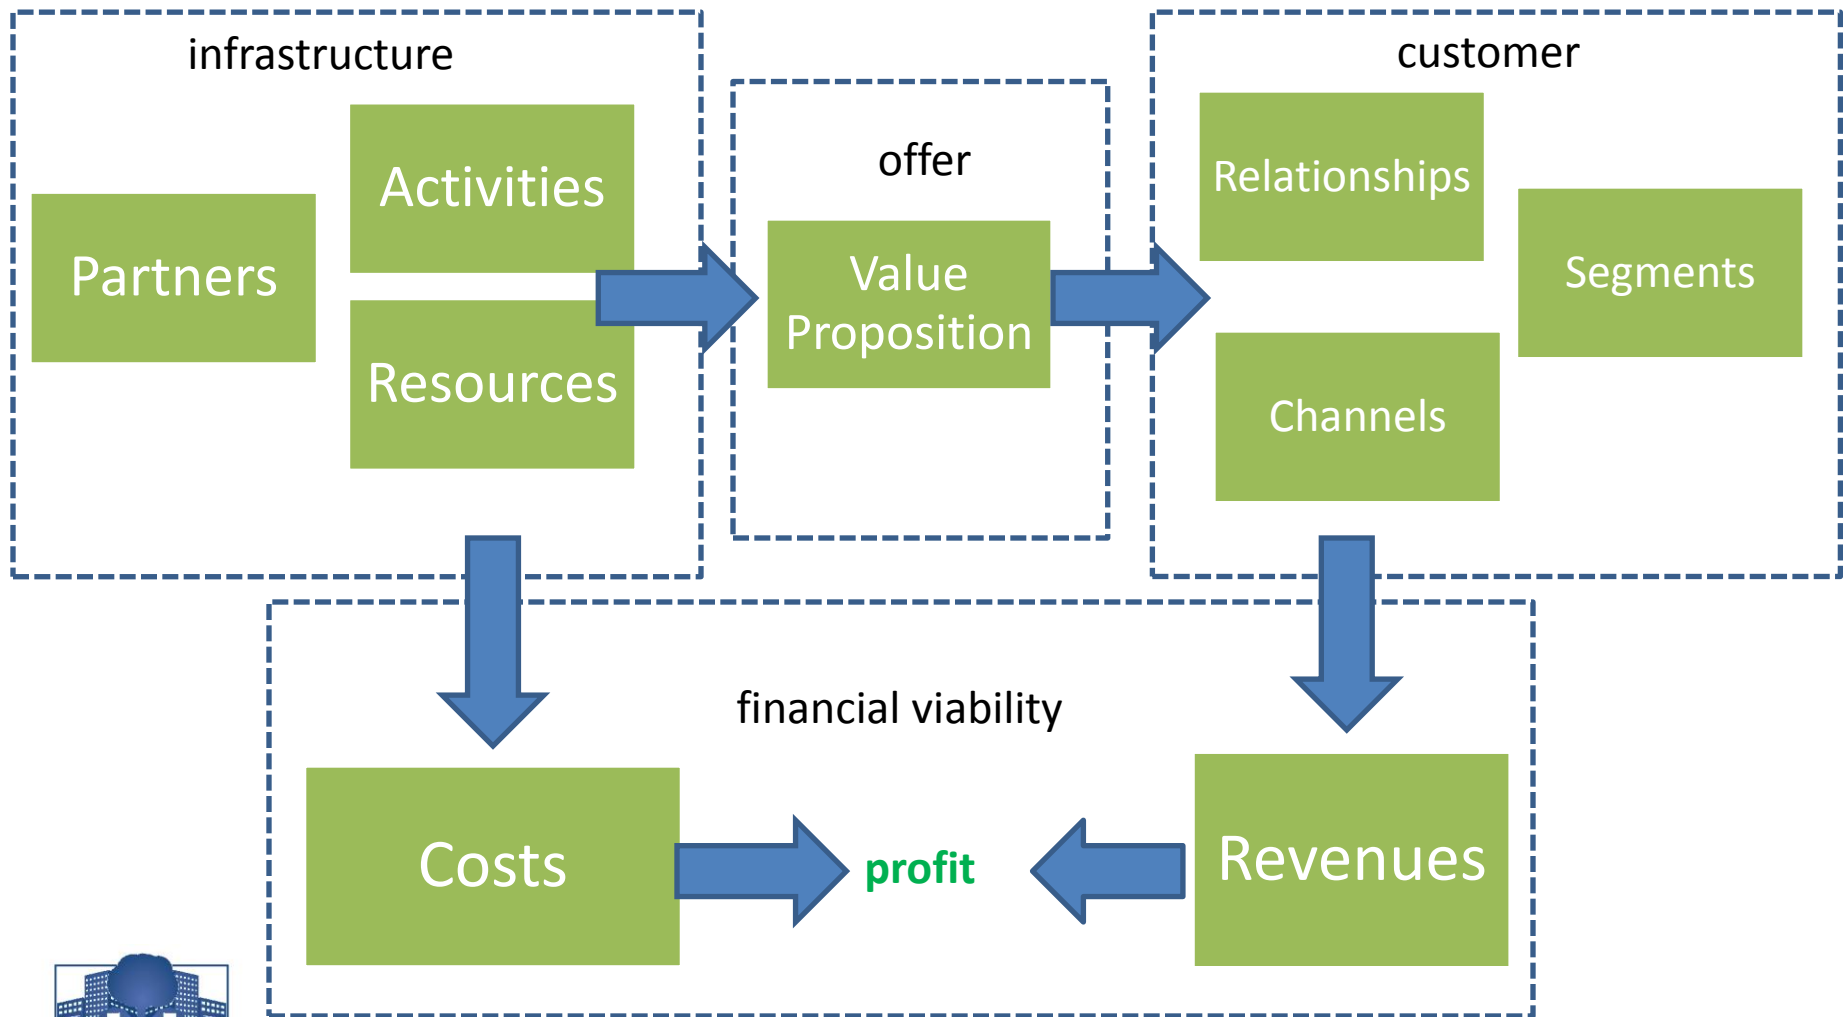 infrastructure
Partners
Activities
Resources
offer
Value
Proposition
customer
Relationships
Segments
Channels
financial viability
Costs
profit
Revenues